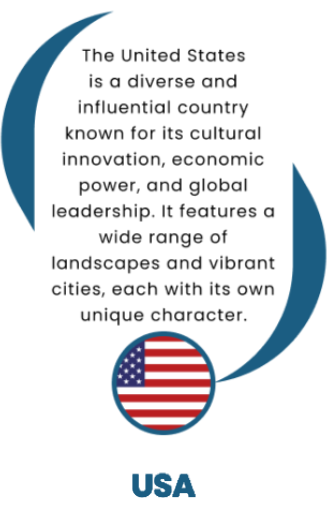 The United States
is a diverse and
influential country
known for its cultural
innovation, economic
power, and global
leadership. It features a
wide range of
landscapes and vibrant
cities, each with its own
unique character.
USA